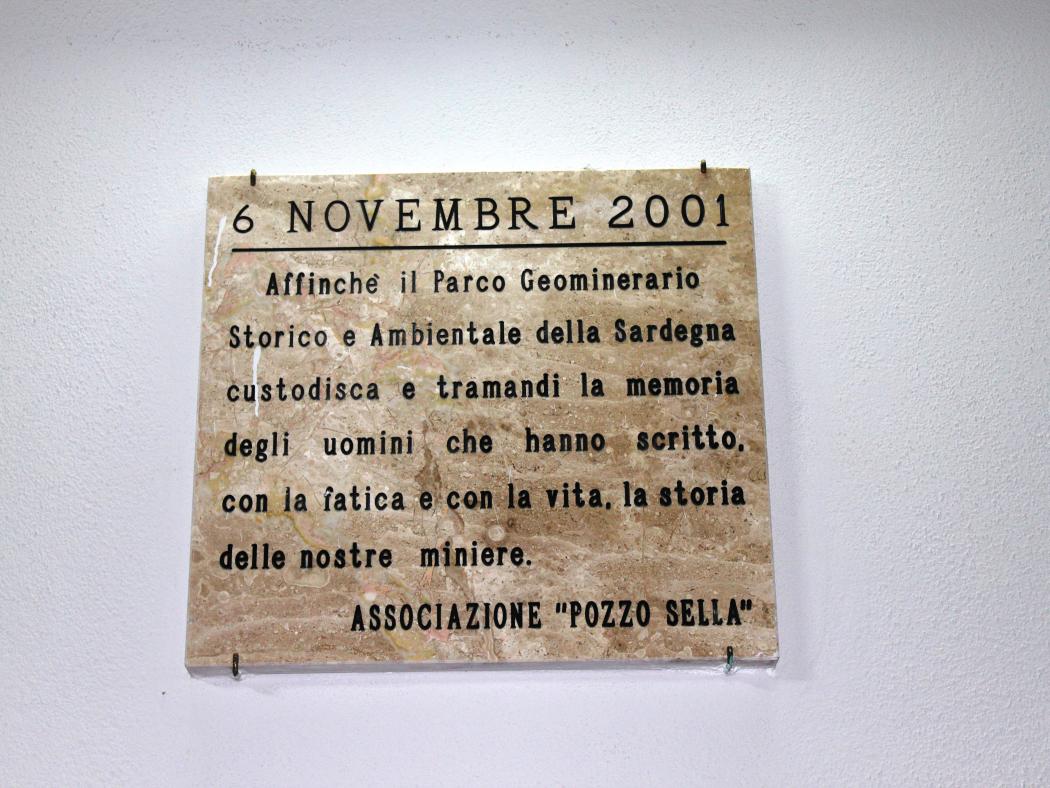 6 NOVEMBRE 2001
Affinchè il Parco Geominerario
Storico e Ambientale della Sardegna
custodisca e tramandi la memoria
degli uomini che hanno scritto,
con la fatica e con la vita, la storia
delle nostre miniere.
ASSOCIAZIONE "POZZO SELLA"